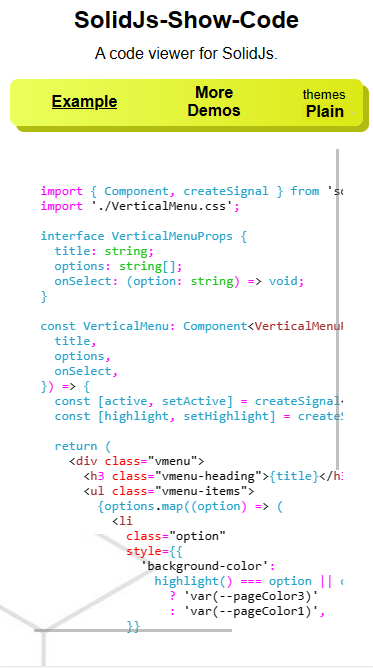 SolidJs-Show-Code
A code viewer for SolidJs.
Example
More
Demos
themes
Plain
import { Component, createSignal } from 'so
import './VerticalMenu.css';
interface VerticalMenuProps {
title: string;
options: string[];
onSelect: (option: string) => void;
}
const VerticalMenu: Component<VerticalMenu
title,
options,
onSelect,
}) => {
const [active, setActive] = createSignal<
const [highlight, setHighlight] = create
return (
<div class="vmenu">
<h3 class="vmenu-heading">{title}</h3
<ul class="vmenu-items">
{options.map((option) => (
<li
class="option"
style={{
'background-color':
highlight() === option ||
? 'var(--pageColor3)'
: 'var(--pageColor1)',
}}